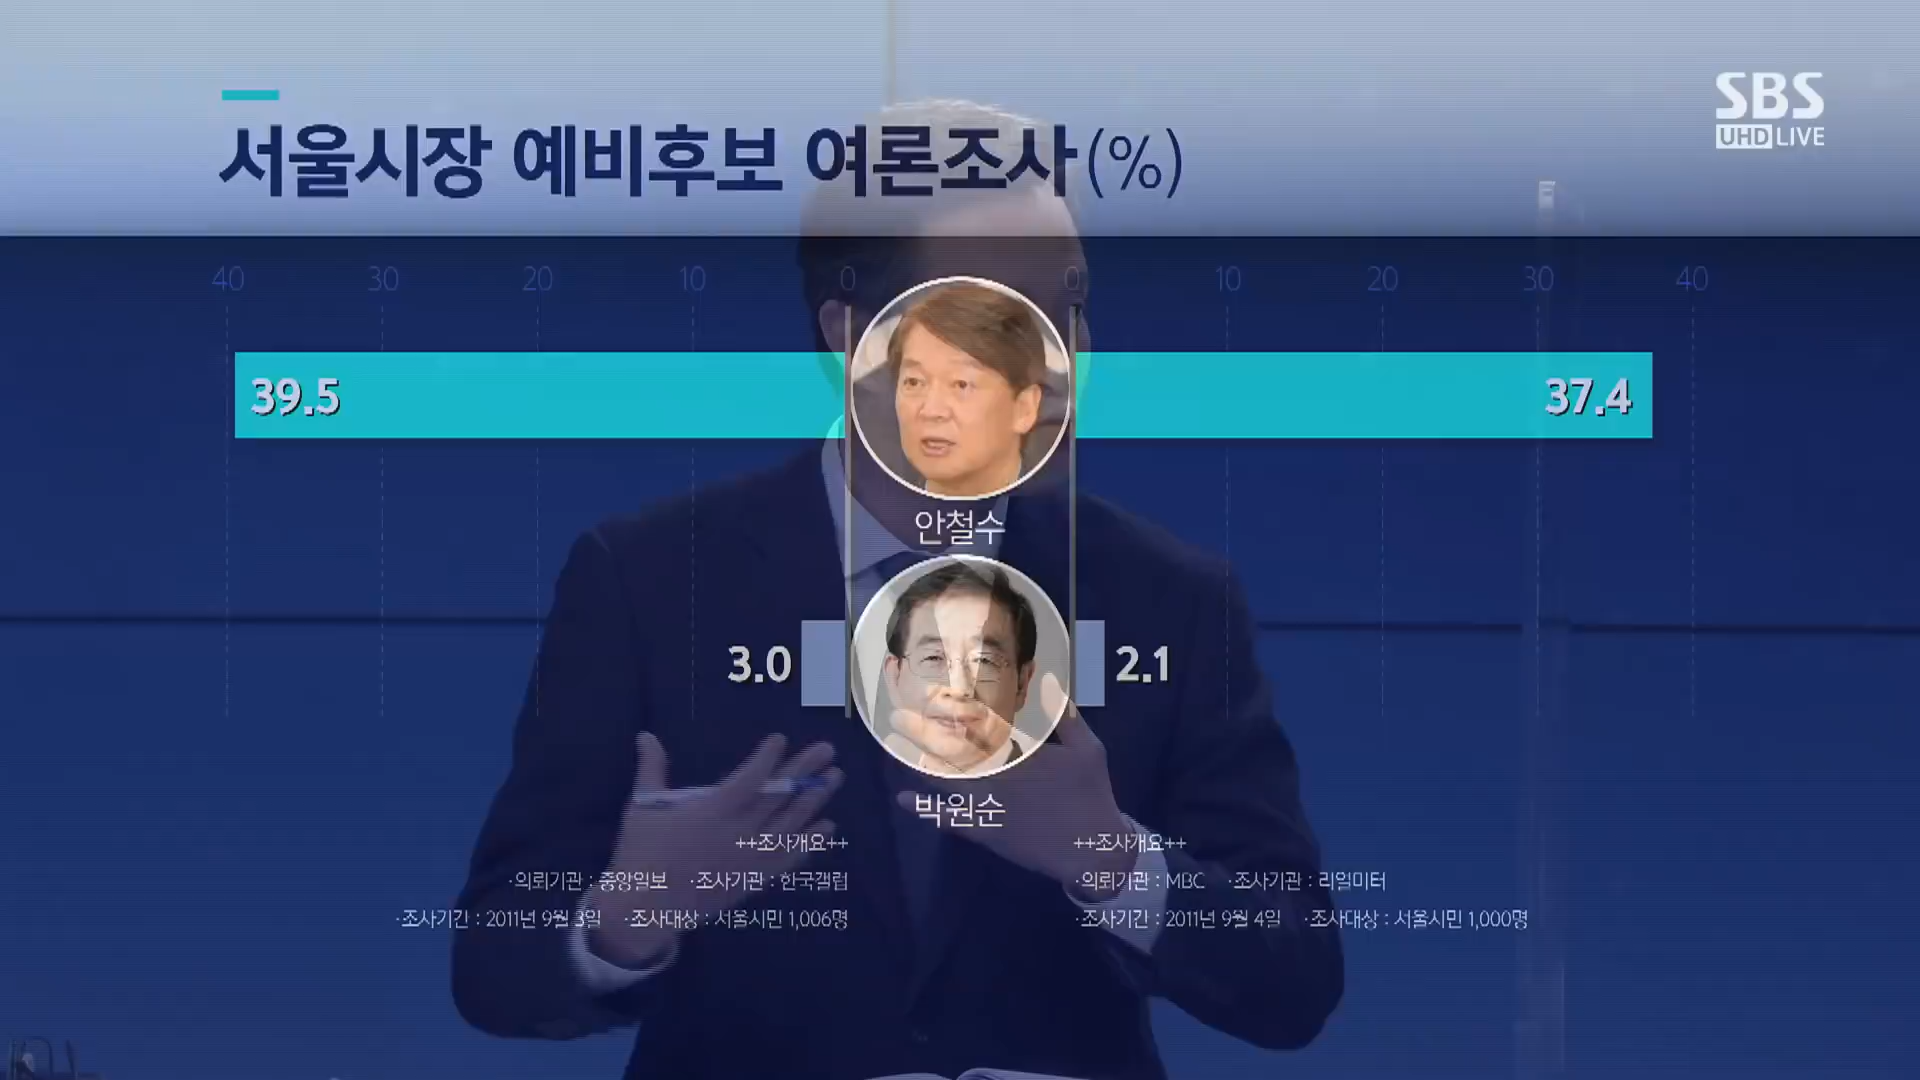 SBS
UHD LIVE
서울시장 예비후보 여론조사(%)
40 30 20 10 0 0 10 20 30 40
39.5 37.4
안철수
3.0 2.1
박원순
++조사개요++ ++조사개요++
·의뢰기관 : 중앙일보 ·조사기관 : 한국갤럽 ·의뢰기관 : MBC ·조사기관 : 리얼미터
·조사기간 : 2011년 9월 3일 ·조사대상 : 서울시민 1,006명 ·조사기간 : 2011년 9월 4일 ·조사대상 : 서울시민 1,000명